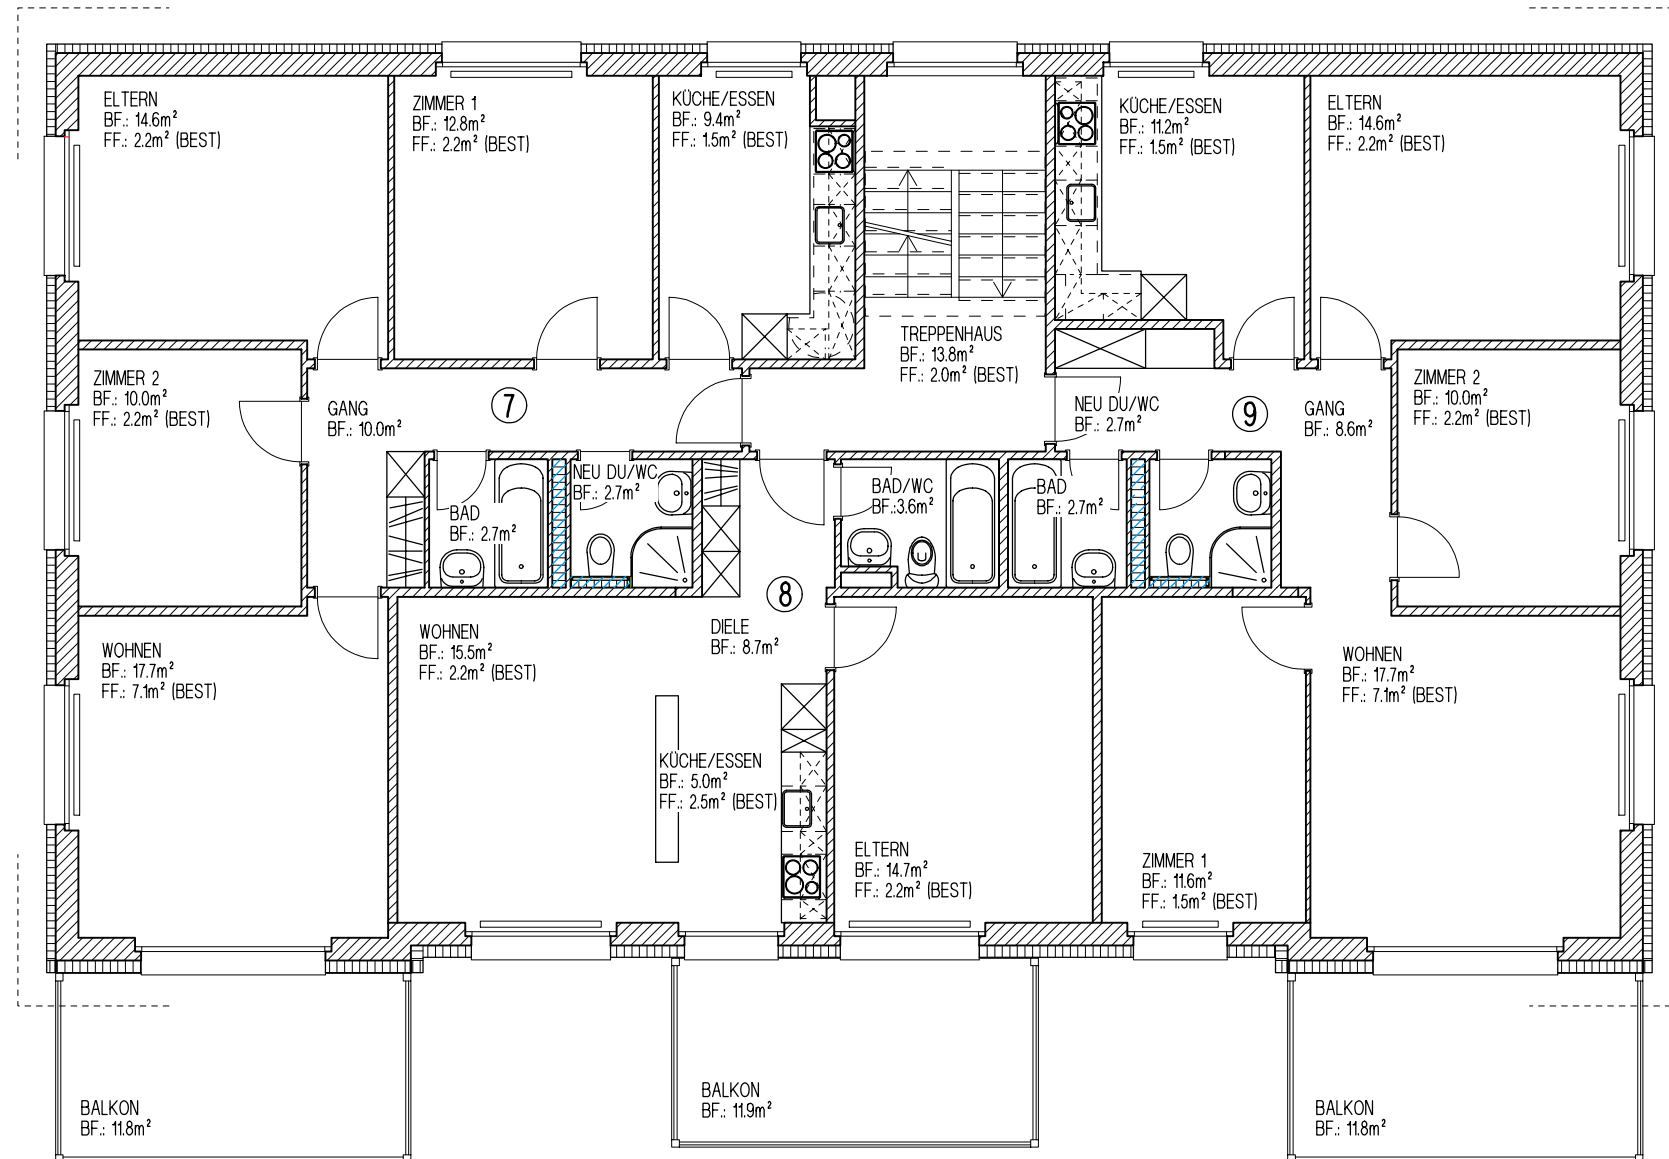 ELTERN
BF.: 14.6m²
FF.: 2.2m² (BEST)
ZIMMER 1
BF.: 12.8m²
FF.: 2.2m² (BEST)
KÜCHE/ESSEN
BF.: 9.4m²
FF.: 1.5m² (BEST)
KÜCHE/ESSEN
BF.: 11.2m²
FF.: 1.5m² (BEST)
ELTERN
BF.: 14.6m²
FF.: 2.2m² (BEST)
TREPPENHAUS
BF.: 13.8m²
FF.: 2.0m² (BEST)
ZIMMER 2
BF.: 10.0m²
FF.: 2.2m² (BEST)
GANG
BF.: 10.0m²
7
NEU DU/WC
BF.: 2.7m²
9
GANG
BF.: 8.6m²
ZIMMER 2
BF.: 10.0m²
FF.: 2.2m² (BEST)
BAD
BF.: 2.7m²
NEU DU/WC
BF.: 2.7m²
BAD/WC
BF.:3.6m²
BAD
BF.: 2.7m²
8
DIELE
BF.: 8.7m²
WOHNEN
BF.: 17.7m²
FF.: 7.1m² (BEST)
WOHNEN
BF.: 15.5m²
FF.: 2.2m² (BEST)
WOHNEN
BF.: 17.7m²
FF.: 7.1m² (BEST)
KÜCHE/ESSEN
BF.: 5.0m²
FF.: 2.5m² (BEST)
ELTERN
BF.: 14.7m²
FF.: 2.2m² (BEST)
ZIMMER 1
BF.: 11.6m²
FF.: 1.5m² (BEST)
BALKON
BF.: 11.8m²
BALKON
BF.: 11.9m²
BALKON
BF.: 11.8m²